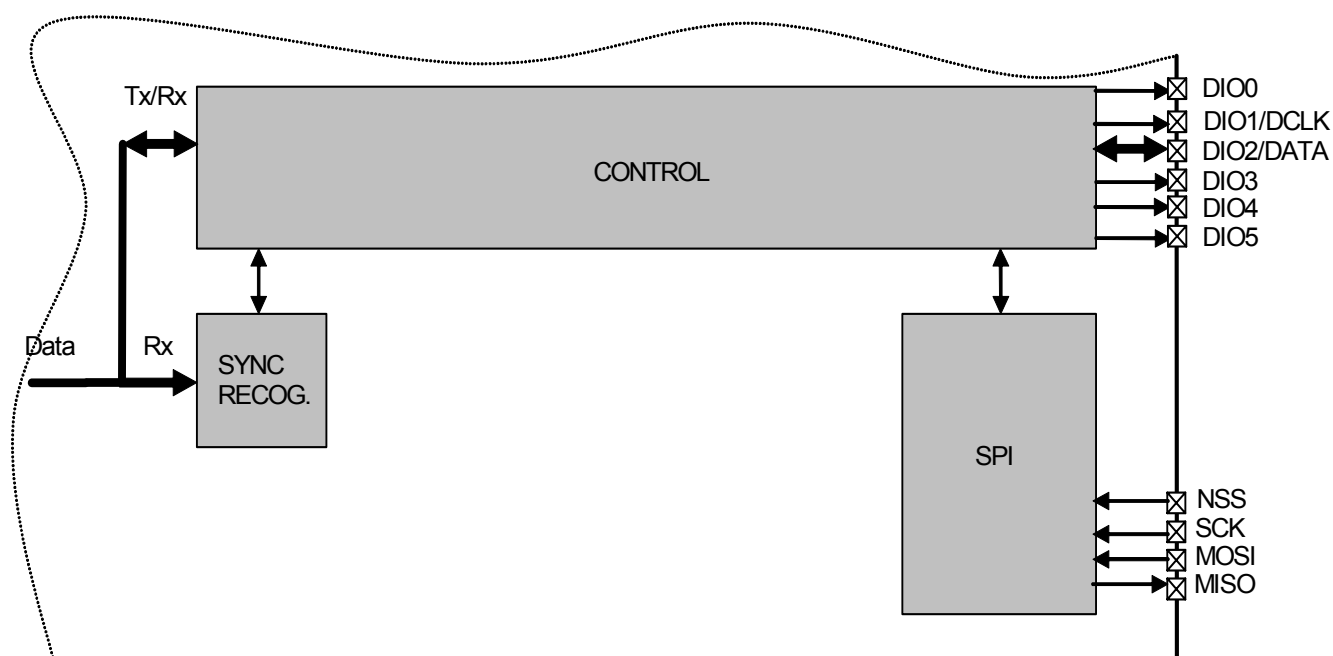 Tx/Rx
DIO0
DIO1/DCLK
DIO2/DATA
CONTROL
DIO3
DIO4
DIO5
Data
Rx
SYNC
RECOG.
SPI
NSS
SCK
MOSI
MISO